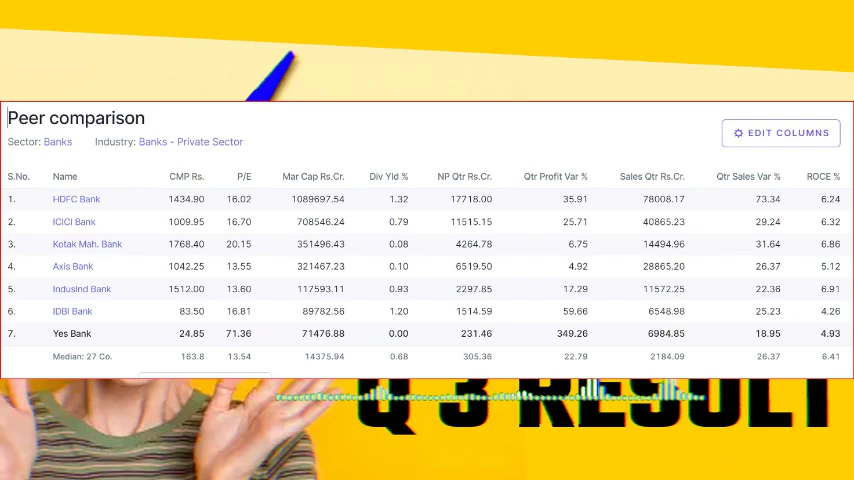 Peer comparison
EDIT COLUMNS
Sector: Banks Industry: Banks - Private Sector
S.No. Name CMP Rs. P/E Mar Cap Rs.Cr. Div Yld % NP Qtr Rs.Cr. Qtr Profit Var % Sales Qtr Rs.Cr. Qtr Sales Var % ROCE %
1. HDFC Bank 1434.90 16.02 1089697.54 1.32 17718.00 35.91 78008.17 73.34 6.24
2. ICICI Bank 1009.95 16.70 708546.24 0.79 11515.15 25.71 40865.23 29.24 6.32
3. Kotak Mah. Bank 1768.40 20.15 351496.43 0.08 4264.78 6.75 14494.96 31.64 6.86
4. Axis Bank 1042.25 13.55 321467.23 0.10 6519.50 4.92 28865.20 26.37 5.12
5. IndusInd Bank 1512.00 13.60 117593.11 0.93 2297.85 17.29 11572.25 22.36 6.91
6. IDBI Bank 83.50 16.81 89782.56 1.20 1514.59 59.66 6548.98 25.23 4.26
7. Yes Bank 24.85 71.36 71476.88 0.00 231.46 349.26 6984.85 18.95 4.93
Median: 27 Co. 163.8 13.54 14375.94 0.68 305.36 22.79 2184.09 26.37 6.41
Q 3 RESULT